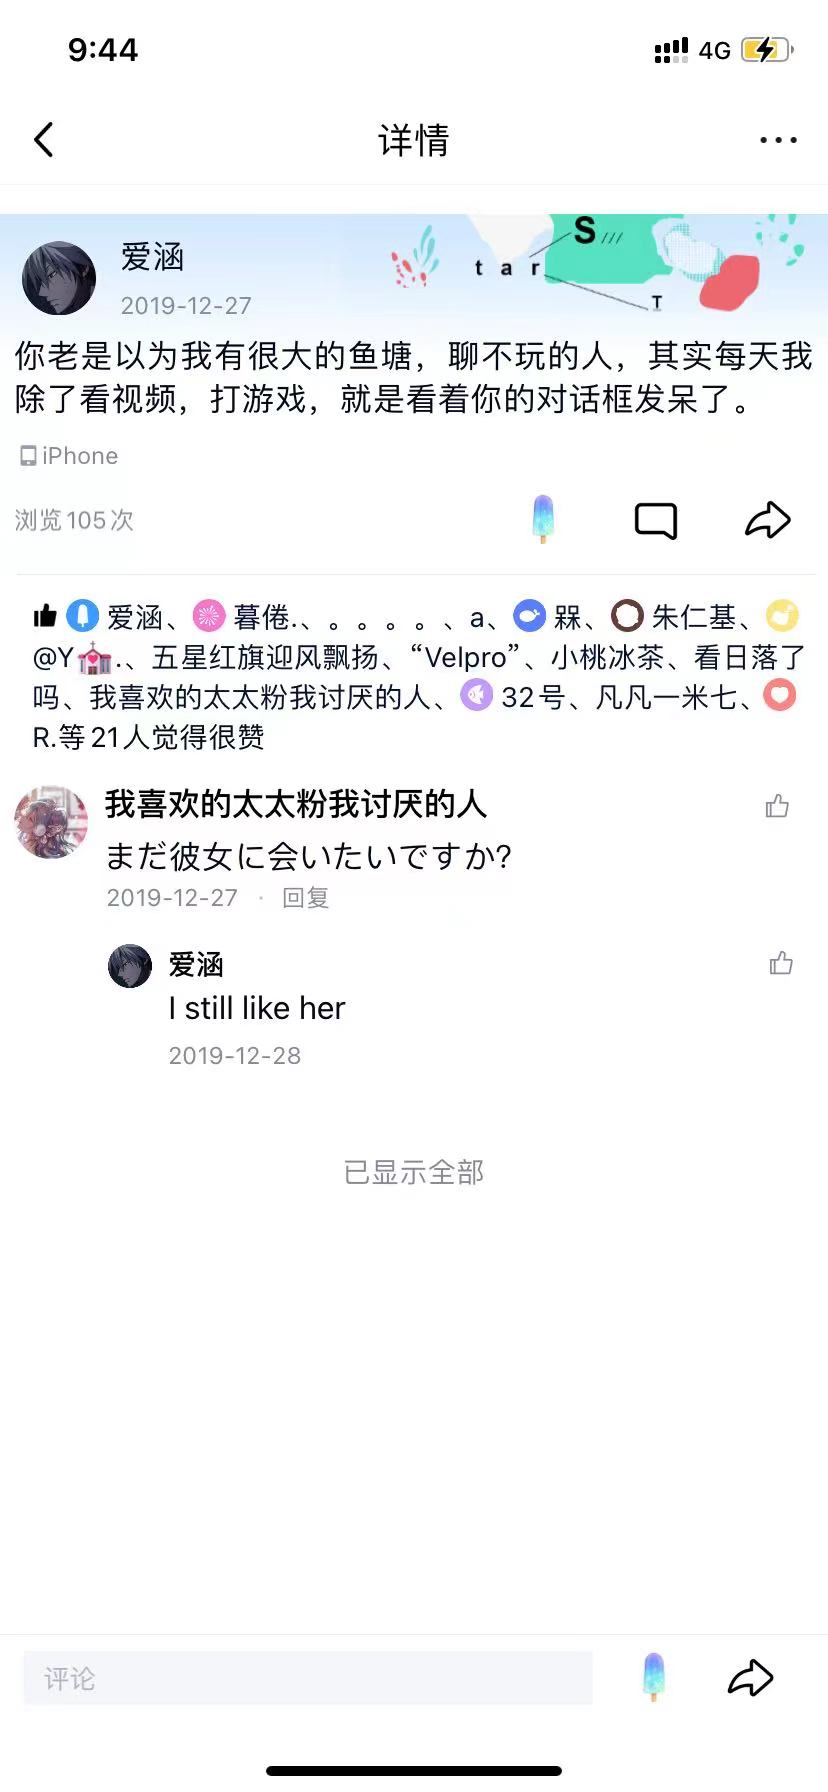 9:44
4G
详情
爱涵
2019-12-27
S
t a r
T
你老是以为我有很大的鱼塘，聊不玩的人，其实每天我
除了看视频，打游戏，就是看着你的对话框发呆了。
iPhone
浏览105次
爱涵、暮倦.、。。。。。、a、槑、朱仁基、
@Y.、五星红旗迎风飘扬、“Velpro”、小桃冰茶、看日落了
吗、我喜欢的太太粉我讨厌的人、32号、凡凡一米七、
R.等21人觉得很赞
我喜欢的太太粉我讨厌的人
まだ彼女に会いたいですか?
2019-12-27 · 回复
爱涵
I still like her
2019-12-28
已显示全部
评论